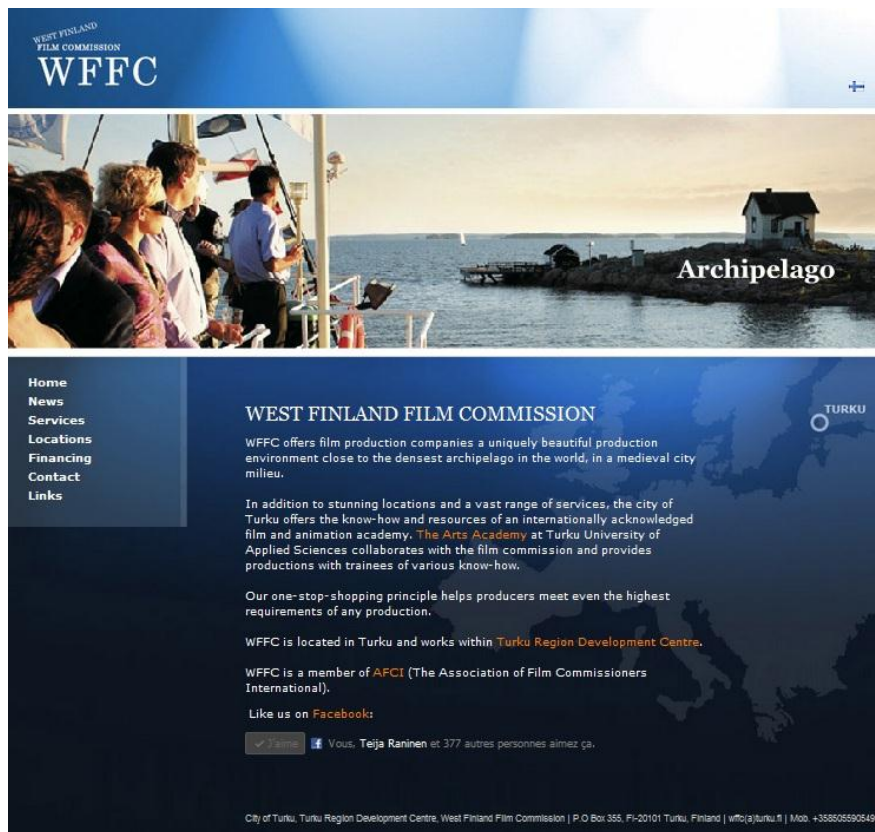 WEST FINLAND
FILM COMMISSION
WFFC
Archipelago
Home
News
Services
Locations
Financing
Contact
Links
TURKU
WEST FINLAND FILM COMMISSION
WFFC offers film production companies a uniquely beautiful production
environment close to the densest archipelago in the world, in a medieval city
milieu.
In addition to stunning locations and a vast range of services, the city of
Turku offers the know-how and resources of an internationally acknowledged
film and animation academy. The Arts Academy at Turku University of
Applied Sciences collaborates with the film commission and provides
productions with trainees of various know-how.
Our one-stop-shopping principle helps producers meet even the highest
requirements of any production.
WFFC is located in Turku and works within Turku Region Development Centre.
WFFC is a member of AFCI (The Association of Film Commissioners
International).
Like us on Facebook:
J'aime Vous, Teija Raninen et 377 autres personnes aimez ça.
City of Turku, Turku Region Development Centre, West Finland Film Commission | P.O Box 355, FI-20101 Turku, Finland | wffc(a)turku.fi | Mob. +358505590549